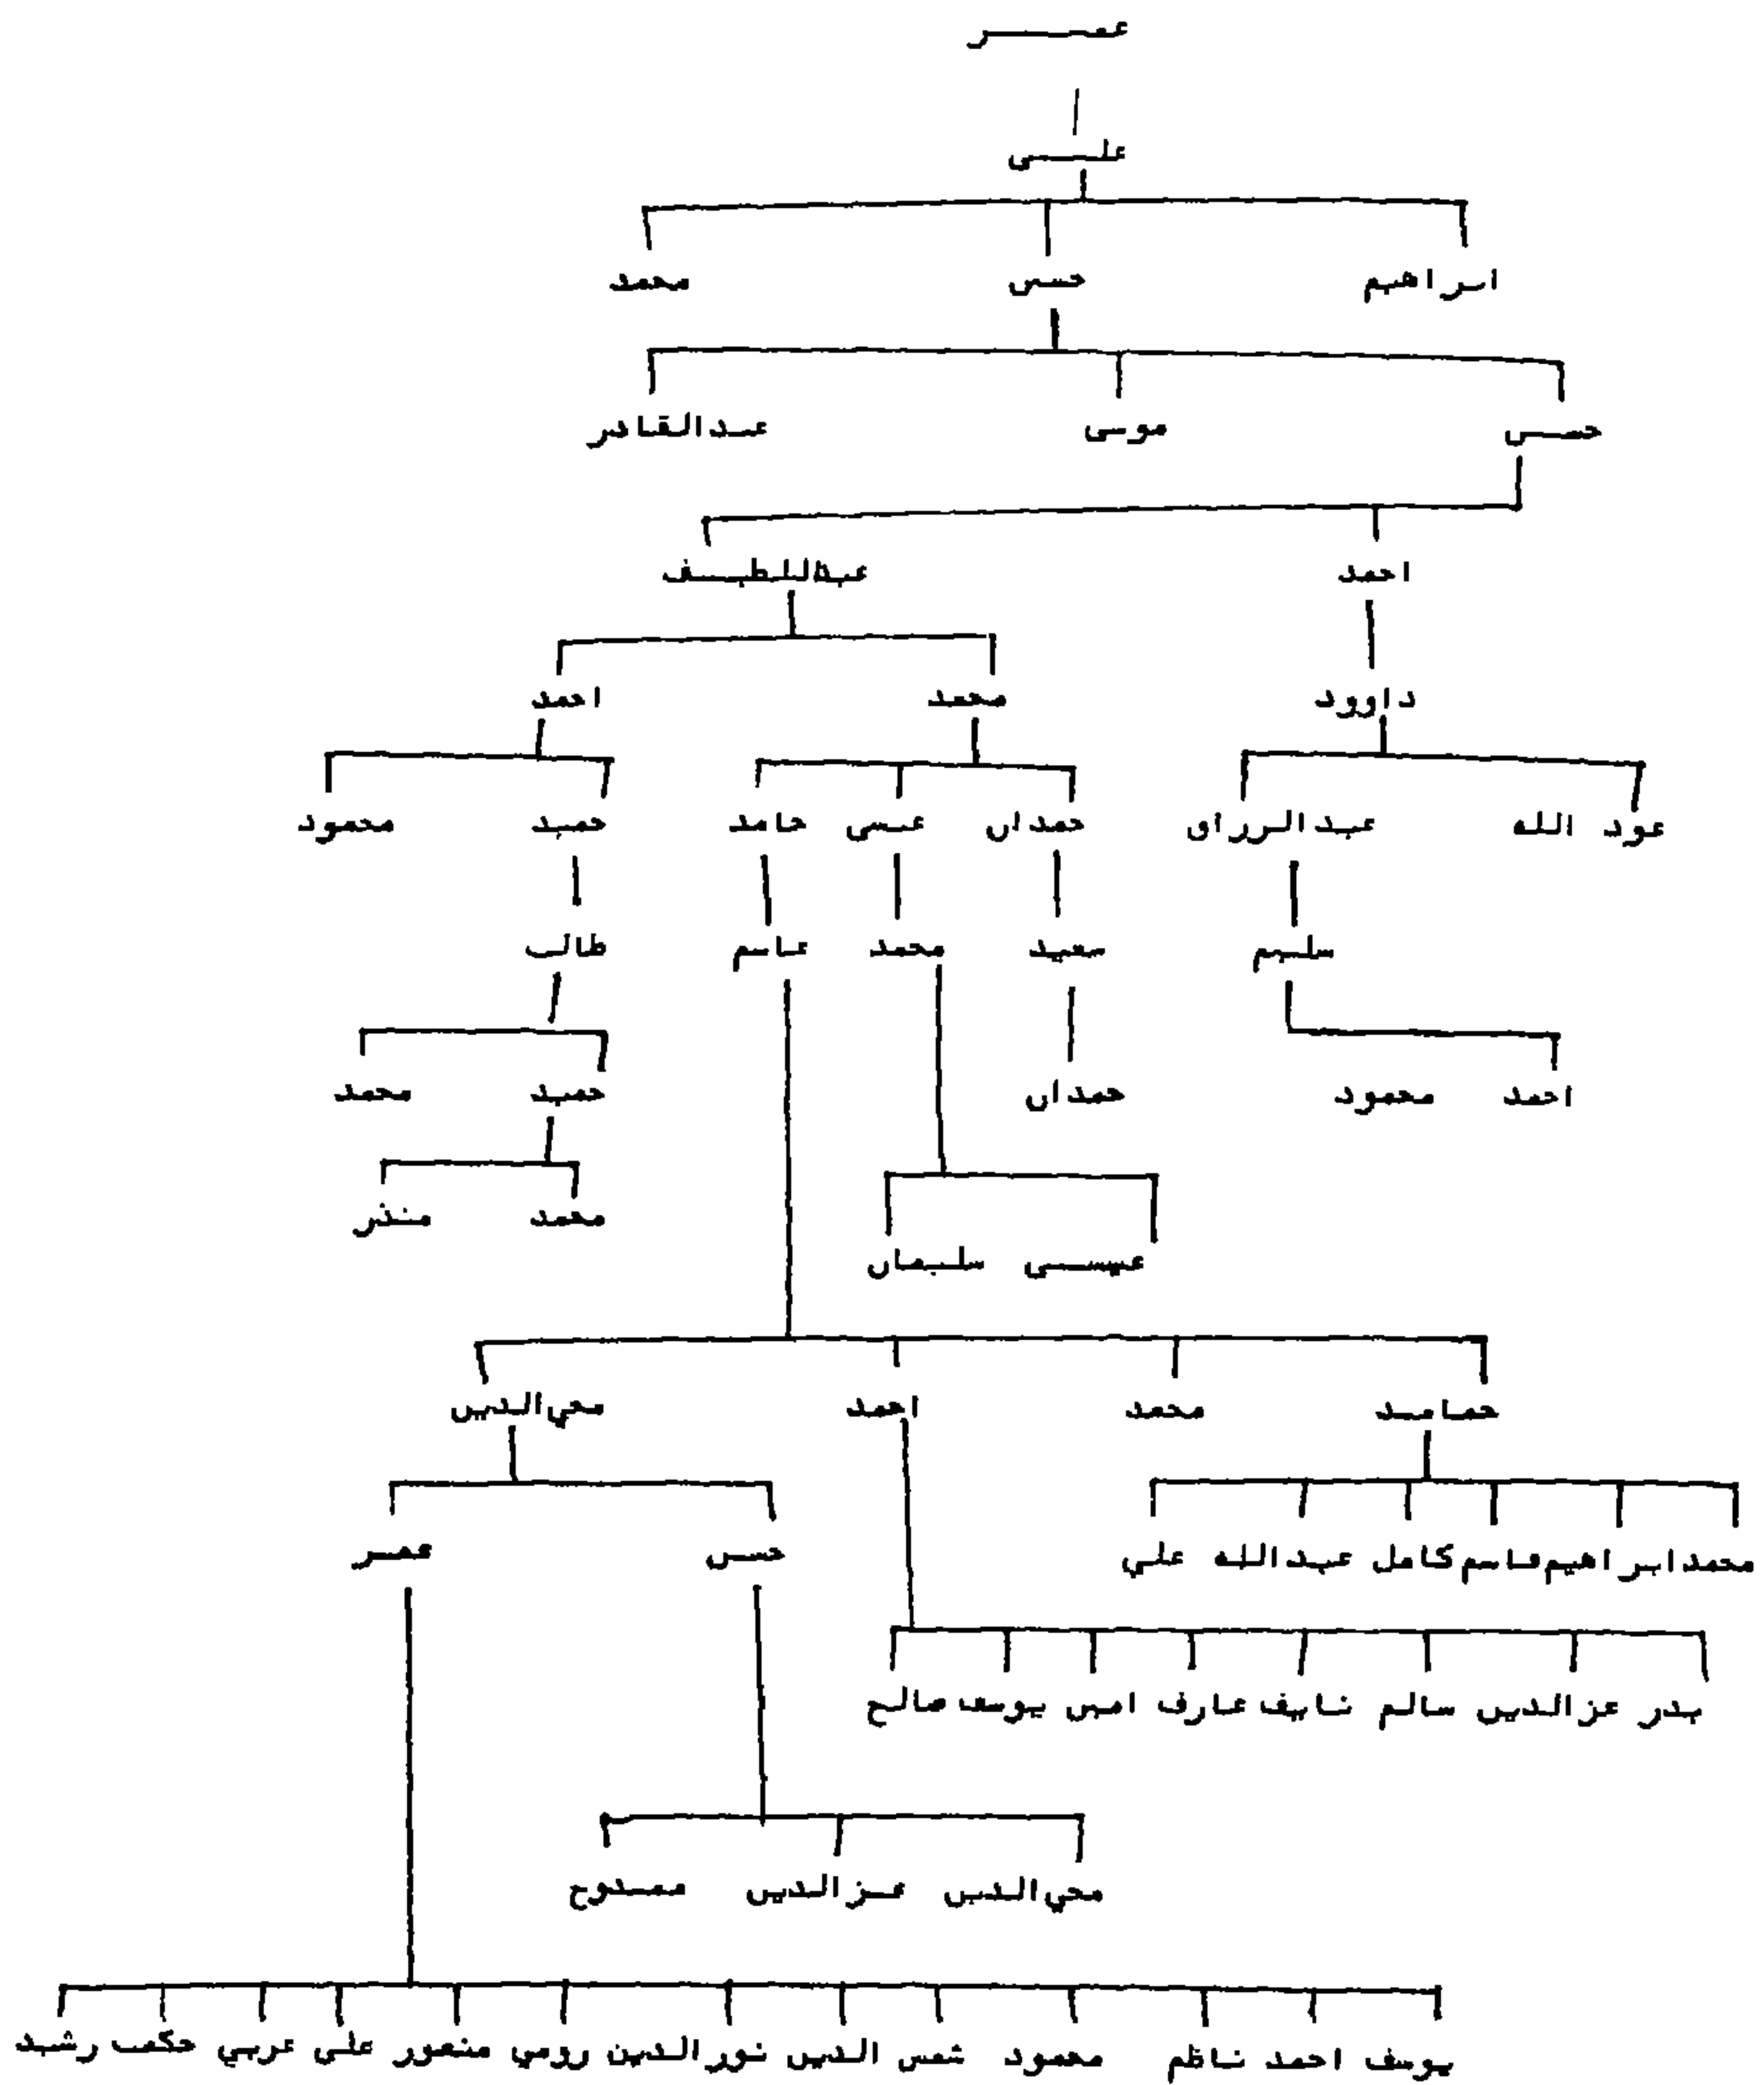 عمر
علي
ابراهيم حسن محمد
حسن موسى عبدالقادر
احمد عبداللطيف
داوود محمد احمد
عود الله عبدالرزاق حمدان عيسى حامد حميد محمود
سليم سعيد محمد عاسم طالب
احمد محمود حمدان حميد محمد
محمد منذر
عيسى سليمان
محمد احمد محي الدين
محمد ابراهيم قاسم كامل عبدالله علي حسن عمر
بدر عزالدين سالم نايف عارف امين يوسف صالح
محي الدين عزالدين ممدوح
يوسف احمد ناظم محمود شمس الدين نورالدين رومي منصور علي عربي حكمت رشيد